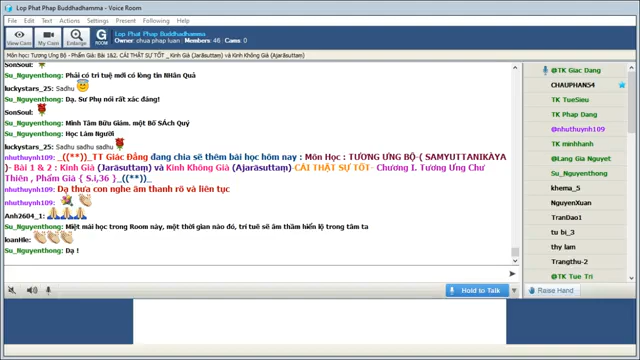 Lop Phat Phap Buddhadhamma - Voice Room
File Edit Text Actions Segment Present Following Help
View Cam
My Cam
Enlarge
G
ROOM
Lop Phat Phap Buddhadhamma
Owner: chua phap luan Members: 46 Cams: 0
Môn học: Tương Ưng Bộ - Phẩm Già: Bài 1&2. CÁI THẬT SỰ TỐT _ Kinh Già (Jarāsuttaṃ) và Kinh Không Già (Ajarāsuttaṃ)
SonSoul:
Su_Nguyenthong: Phải có trí tuệ mới có lòng tin NHân Quả
luckystars_25: Sadhu
Su_Nguyenthong: Dạ. Sư Phụ nói rất xác đáng!
SonSoul:
Su_Nguyenthong: Minh Tâm Bửu Giám. một Bố SÁch Quý
Su_Nguyenthong: Học Làm Người
luckystars_25: Sadhu sadhu sadhu
nhuthuynh109: _((**))_TT Giác Đẳng đang chia sẽ thêm bài học hôm nay : Môn Học : TƯƠNG ƯNG BỘ-( SAMYUTTANIKÀYA )- Bài 1 & 2 : Kinh Già (Jarāsuttaṃ) và Kinh Không Già (Ajarāsuttaṃ)-CÁI THẬT SỰ TỐT- Chương I. Tương Ưng Chư Thiên , Phẩm Già { S.i,36 }_((**))_
nhuthuynh109: Dạ thưa con nghe âm thanh rõ và liên tục
nhuthuynh109:
Anh2604_1:
Su_Nguyenthong: Miệt mài học trong Room này, một thời gian nào đó, trí tuệ sẽ âm thầm hiển lộ trong tâm ta
loanHle:
Su_Nguyenthong: Dạ !
Hold to Talk
@TK Giac Dang
CHAUPHAN54
TK TueSieu
TK Phap Dang
@nhuthuynh109
TK minhhanh
@Lang Gia Nguyet
Su_Nguyenthong
khema_5
NguyenXuan
TranDao1
tu bi_3
thy lam
Trangthu-2
@TK Tue Tri
Raise Hand